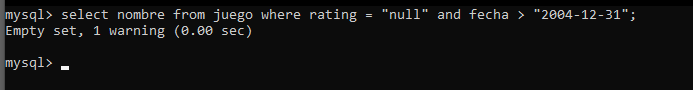 mysql> select nombre from juego where rating = "null" and fecha > "2004-12-31";
Empty set, 1 warning (0.00 sec)
mysql>